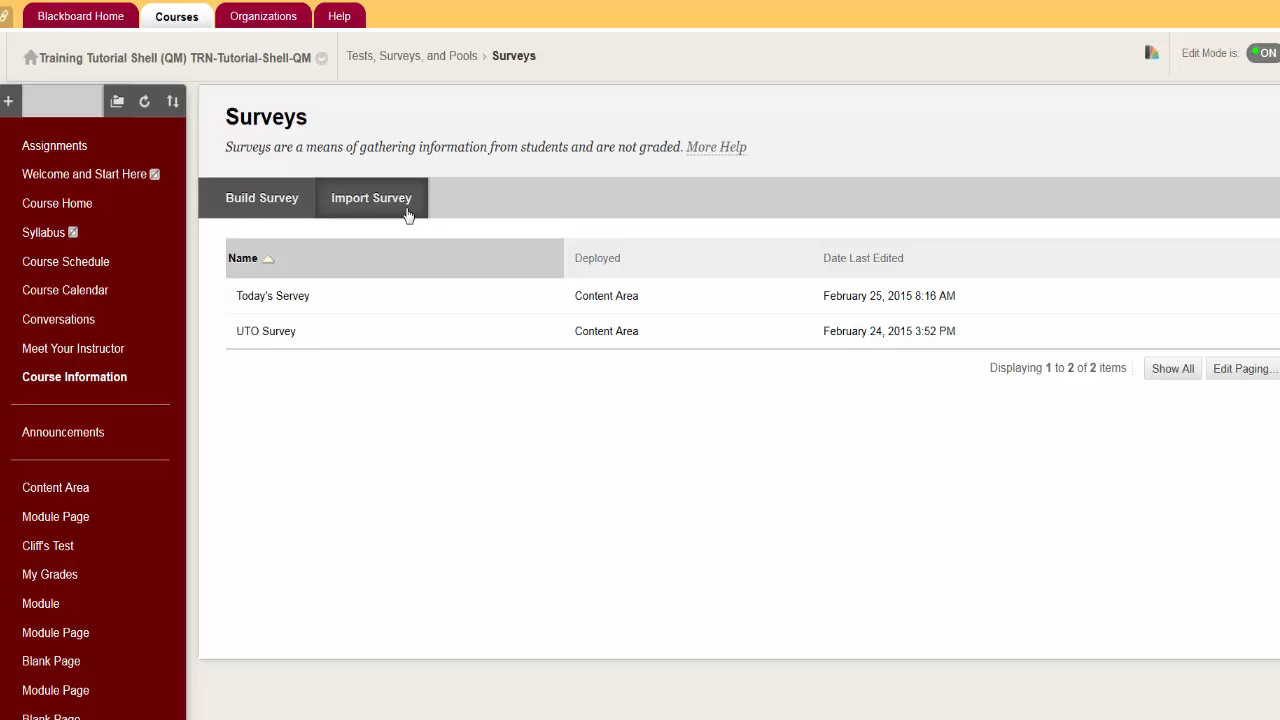 Blackboard Home Courses Organizations Help
Training Tutorial Shell (QM) TRN-Tutorial-Shell-QM
Tests, Surveys, and Pools › Surveys
Edit Mode is: ON
Assignments
Welcome and Start Here
Course Home
Syllabus
Course Schedule
Course Calendar
Conversations
Meet Your Instructor
Course Information
Announcements
Content Area
Module Page
Cliff's Test
My Grades
Module
Module Page
Blank Page
Module Page
Blank Page
Surveys
Surveys are a means of gathering information from students and are not graded. More Help
Build Survey Import Survey
Name Deployed Date Last Edited
Today's Servey Content Area February 25, 2015 8:16 AM
UTO Survey Content Area February 24, 2015 3:52 PM
Displaying 1 to 2 of 2 items Show All Edit Paging...